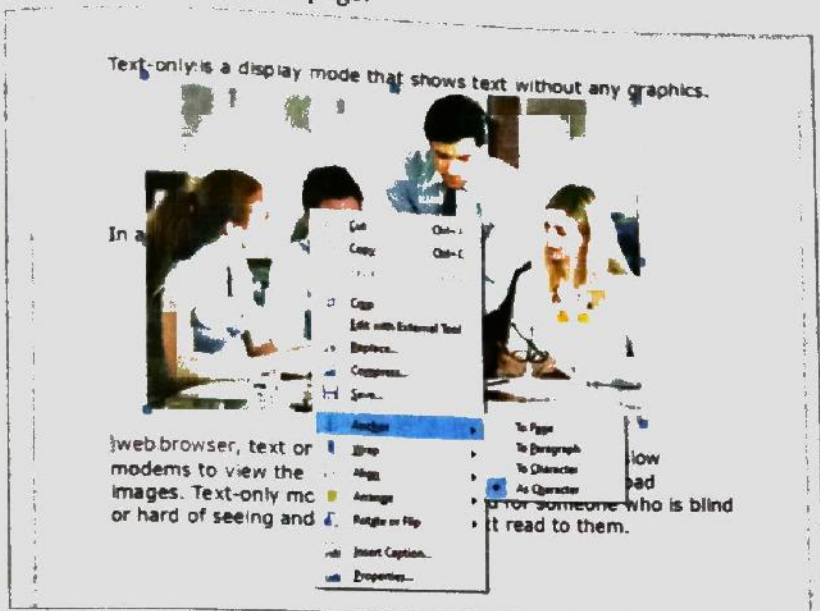 Text-only is a display mode that shows text without any graphics.
In a
Cut
Copy Ctrl+C
Crop
Edit with External Tool
Replace...
Compress...
Save...
Anchor
Wrap
Align
Arrange
Rotate or Flip
Insert Caption...
Properties...
To Page
To Paragraph
To Character
As Character
web browser, text or low
modems to view the
images. Text-only mo for someone who is blind
or hard of seeing and t read to them.